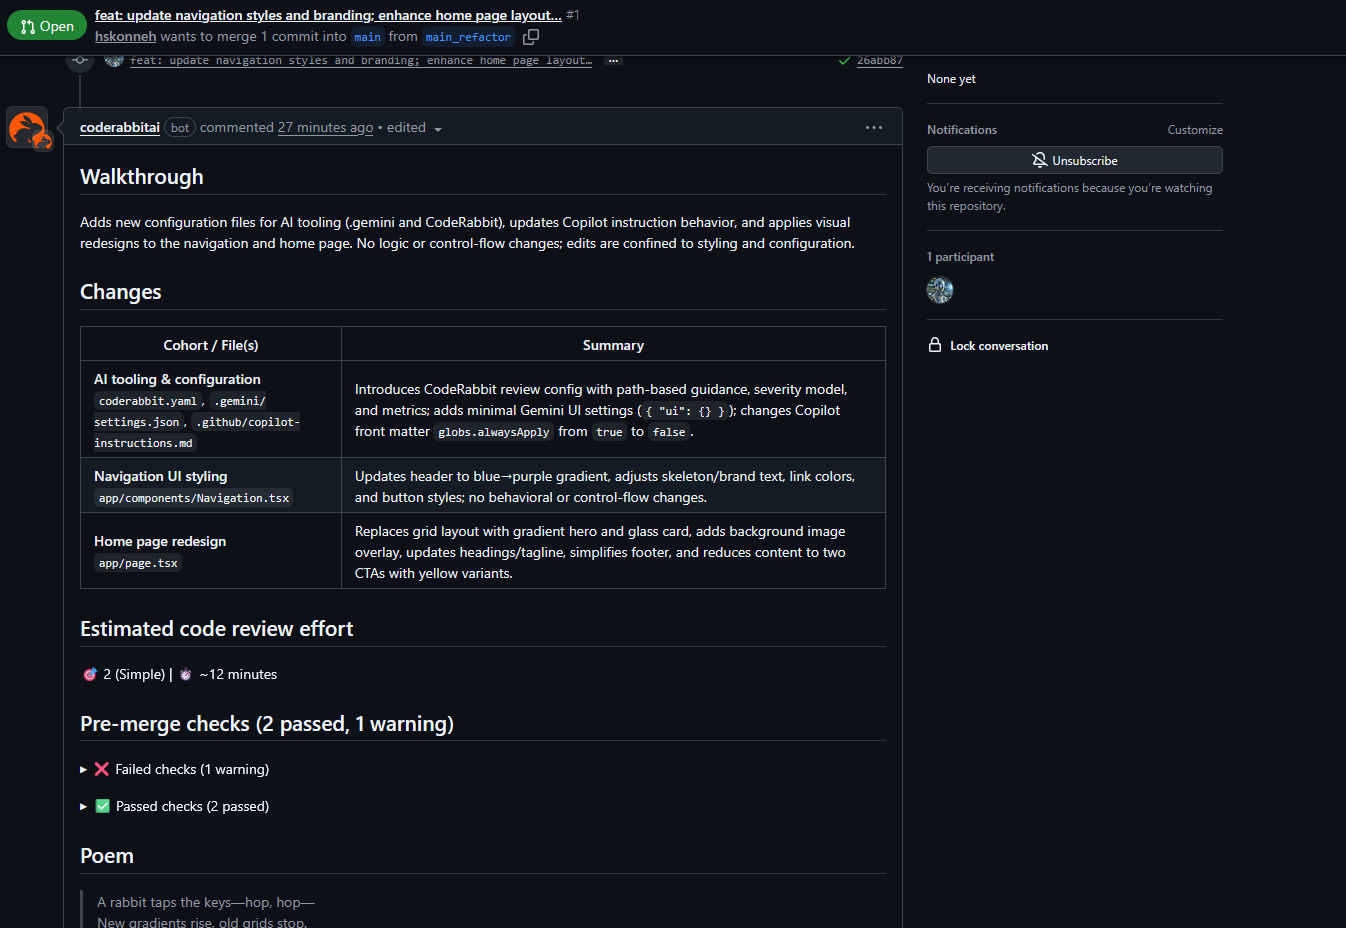 Open
feat: update navigation styles and branding; enhance home page layout... #1
hskonneh wants to merge 1 commit into main from main_refactor
feat: update navigation styles and branding; enhance home page layout… ...
26abb87
coderabbitai bot commented 27 minutes ago • edited
Walkthrough
Adds new configuration files for AI tooling (.gemini and CodeRabbit), updates Copilot instruction behavior, and applies visual
redesigns to the navigation and home page. No logic or control-flow changes; edits are confined to styling and configuration.
Changes
Cohort / File(s)
Summary
AI tooling & configuration
coderabbit.yaml, .gemini/
settings.json, .github/copilot-
instructions.md
Introduces CodeRabbit review config with path-based guidance, severity model,
and metrics; adds minimal Gemini UI settings ( { "ui": {} } ); changes Copilot
front matter globs.alwaysApply from true to false.
Navigation UI styling
app/components/Navigation.tsx
Updates header to blue→purple gradient, adjusts skeleton/brand text, link colors,
and button styles; no behavioral or control-flow changes.
Home page redesign
app/page.tsx
Replaces grid layout with gradient hero and glass card, adds background image
overlay, updates headings/tagline, simplifies footer, and reduces content to two
CTAs with yellow variants.
Estimated code review effort
🎯 2 (Simple) | ⏱️ ~12 minutes
Pre-merge checks (2 passed, 1 warning)
❌ Failed checks (1 warning)
✅ Passed checks (2 passed)
Poem
A rabbit taps the keys—hop, hop—
New gradients rise, old grids stop.
None yet
Notifications
Customize
Unsubscribe
You're receiving notifications because you're watching
this repository.
1 participant
Lock conversation